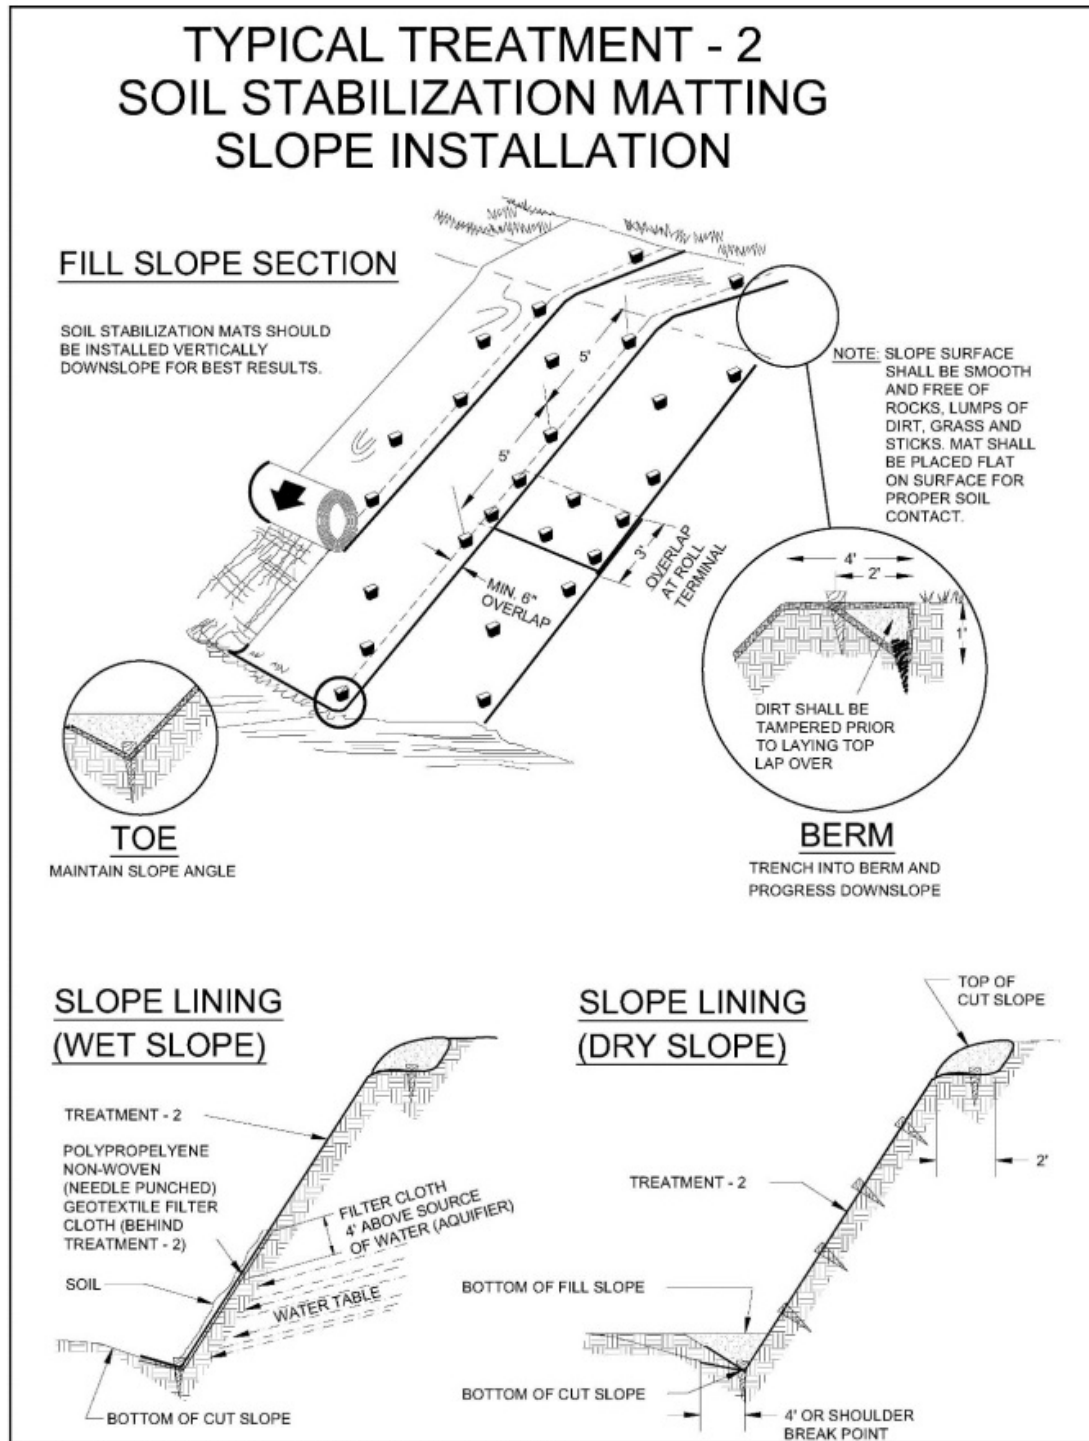 TYPICAL TREATMENT - 2
SOIL STABILIZATION MATTING
SLOPE INSTALLATION
FILL SLOPE SECTION
SOIL STABILIZATION MATS SHOULD
BE INSTALLED VERTICALLY
DOWNSLOPE FOR BEST RESULTS.
5'
5'
NOTE: SLOPE SURFACE
SHALL BE SMOOTH
AND FREE OF
ROCKS, LUMPS OF
DIRT, GRASS AND
STICKS. MAT SHALL
BE PLACED FLAT
ON SURFACE FOR
PROPER SOIL
CONTACT.
MIN. 6"
OVERLAP
3'
OVERLAP
AT ROLL
TERMINAL
4'
2'
1'
DIRT SHALL BE
TAMPERED PRIOR
TO LAYING TOP
LAP OVER
TOE
MAINTAIN SLOPE ANGLE
BERM
TRENCH INTO BERM AND
PROGRESS DOWNSLOPE
SLOPE LINING
(WET SLOPE)
TREATMENT - 2
POLYPROPELYENE
NON-WOVEN
(NEEDLE PUNCHED)
GEOTEXTILE FILTER
CLOTH (BEHIND
TREATMENT - 2)
SOIL
FILTER CLOTH
4' ABOVE SOURCE
OF WATER (AQUIFIER)
WATER TABLE
BOTTOM OF CUT SLOPE
SLOPE LINING
(DRY SLOPE)
TOP OF
CUT SLOPE
2'
TREATMENT - 2
BOTTOM OF FILL SLOPE
BOTTOM OF CUT SLOPE
4' OR SHOULDER
BREAK POINT